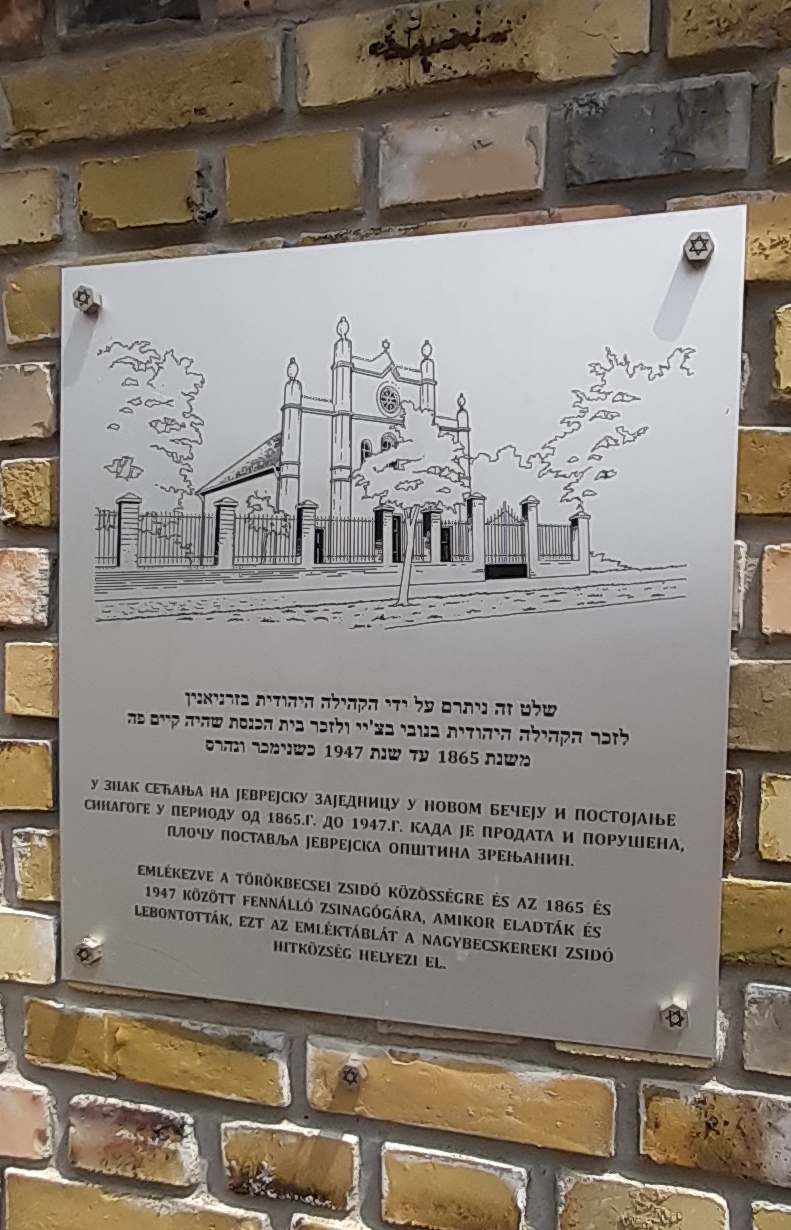 שלט זה ניתרם על ידי הקהילה היהודית בזרניאנין
לזכר הקהילה היהודית בנובי בצ'יי ולזכר בית הכנסת שהיה קיים פה
משנת 1865 עד שנת 1947 כשנימכר ונהרס
У ЗНАК СЕЋАЊА НА ЈЕВРЕЈСКУ ЗАЈЕДНИЦУ У НОВОМ БЕЧЕЈУ И ПОСТОЈАЊЕ
СИНАГОГЕ У ПЕРИОДУ ОД 1865.Г. ДО 1947.Г. КАДА ЈЕ ПРОДАТА И ПОРУШЕНА,
ПЛОЧУ ПОСТАВЉА ЈЕВРЕЈСКА ОПШТИНА ЗРЕЊАНИН.
EMLÉKEZVE A TÖRÖKBECSEI ZSIDÓ KÖZÖSSÉGRE ÉS AZ 1865 ÉS
1947 KÖZÖTT FENNÁLLÓ ZSINAGÓGÁRA, AMIKOR ELADTÁK ÉS
LEBONTOTTÁK, EZT AZ EMLÉKTÁBLÁT A NAGYBECSKEREKI ZSIDÓ
HITKÖZSÉG HELYEZI EL.